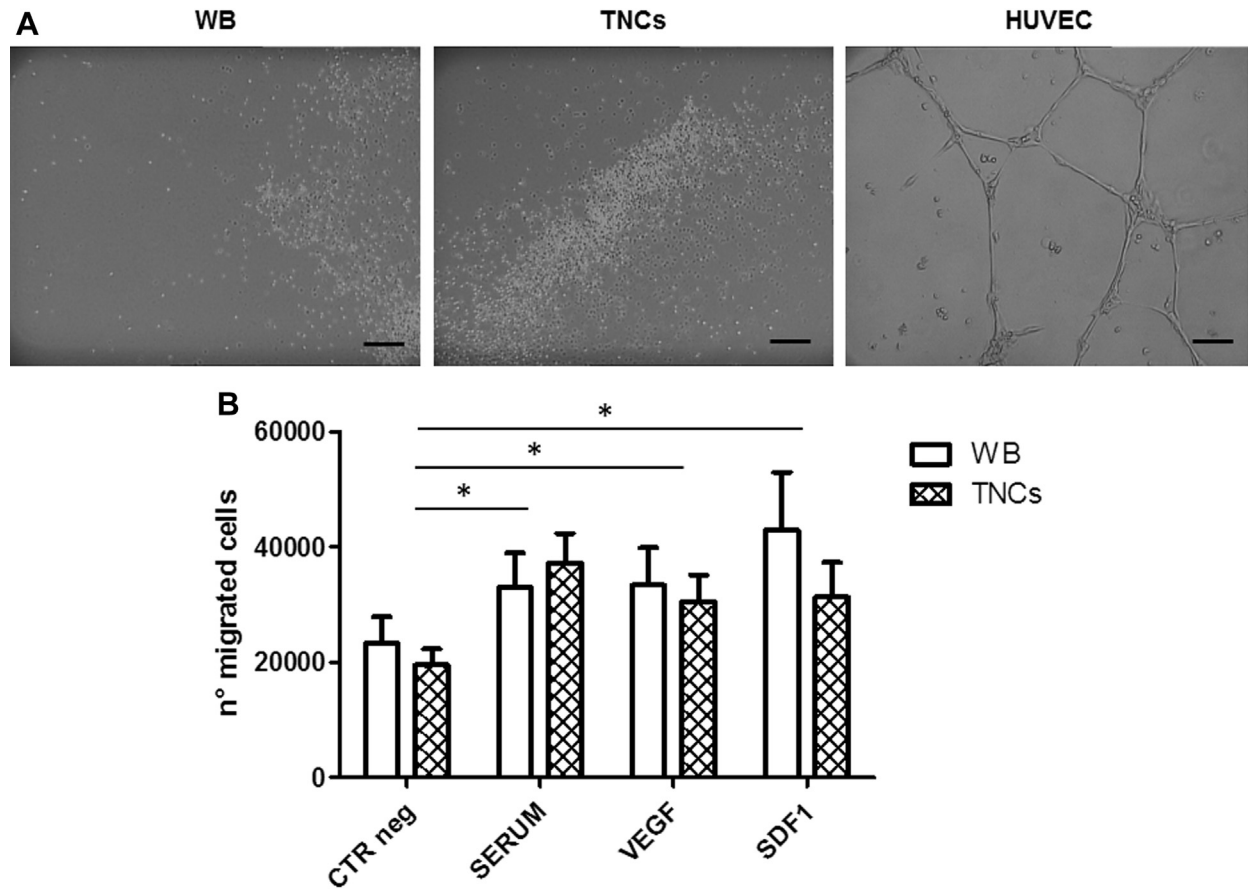 A
WB
TNCs
HUVEC
B
*
*
*
60000
40000
20000
0
n° migrated cells
WB
TNCs
CTR neg
SERUM
VEGF
SDF1